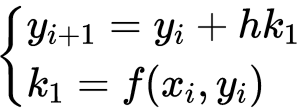 y_{i+1} = y_i + hk_1
k_1 = f(x_i, y_i)